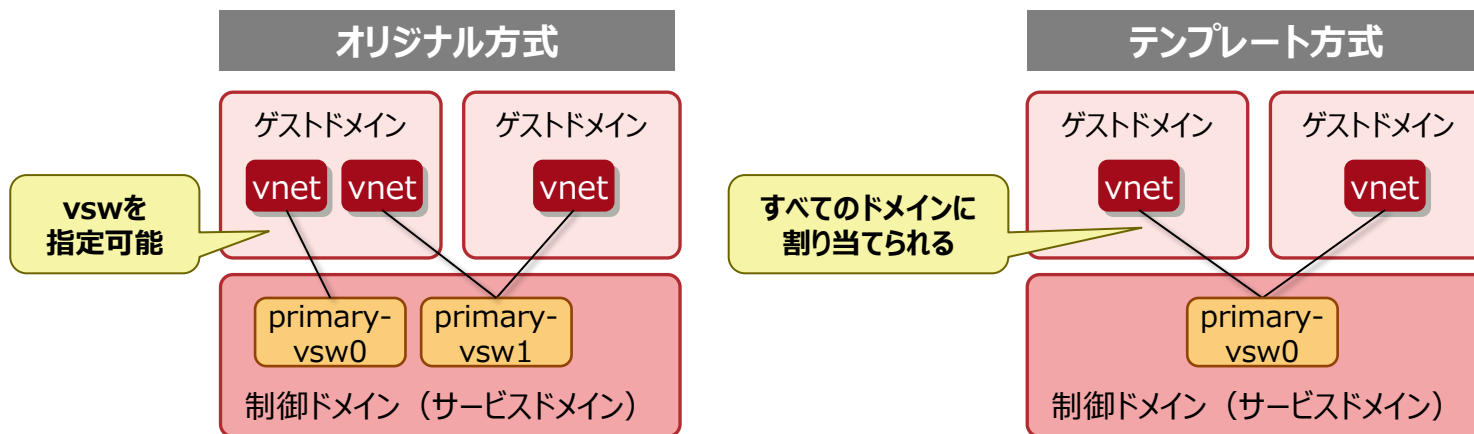 オリジナル方式
ゲストドメイン
ゲストドメイン
vnet
vnet
vnet
vswを
指定可能
primary-
vsw0
primary-
vsw1
制御ドメイン（サービスドメイン）
テンプレート方式
ゲストドメイン
ゲストドメイン
vnet
vnet
すべてのドメインに
割り当てられる
primary-
vsw0
制御ドメイン（サービスドメイン）